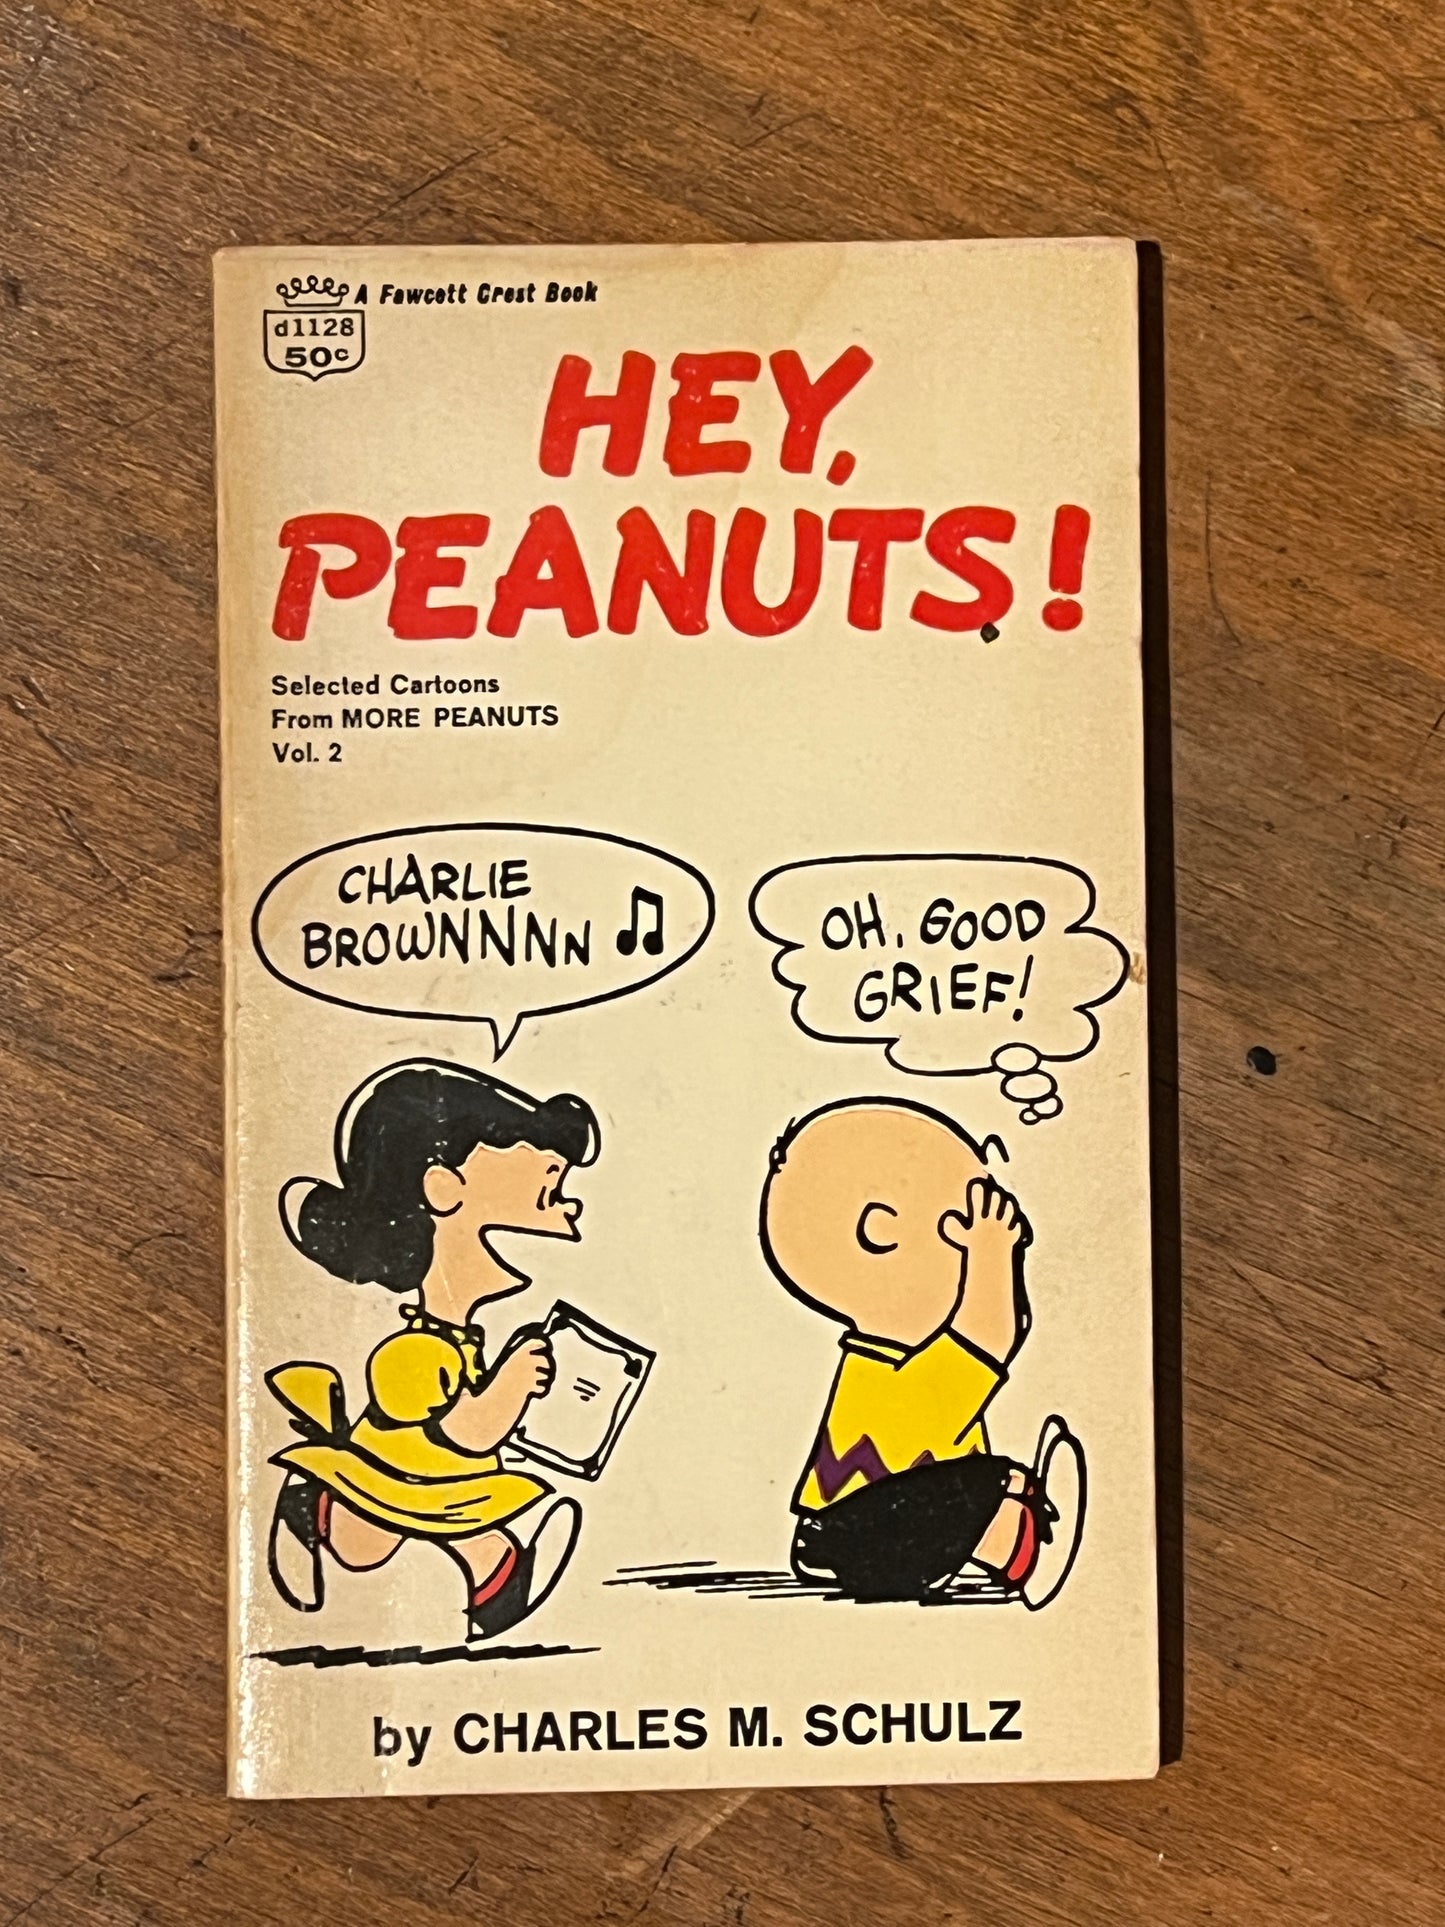 A Fawcett Crest Book
d1128
50c
HEY,
PEANUTS!
Selected Cartoons
From MORE PEANUTS
Vol. 2
CHARLIE
BROWNNNN
OH, GOOD
GRIEF!
by CHARLES M. SCHULZ